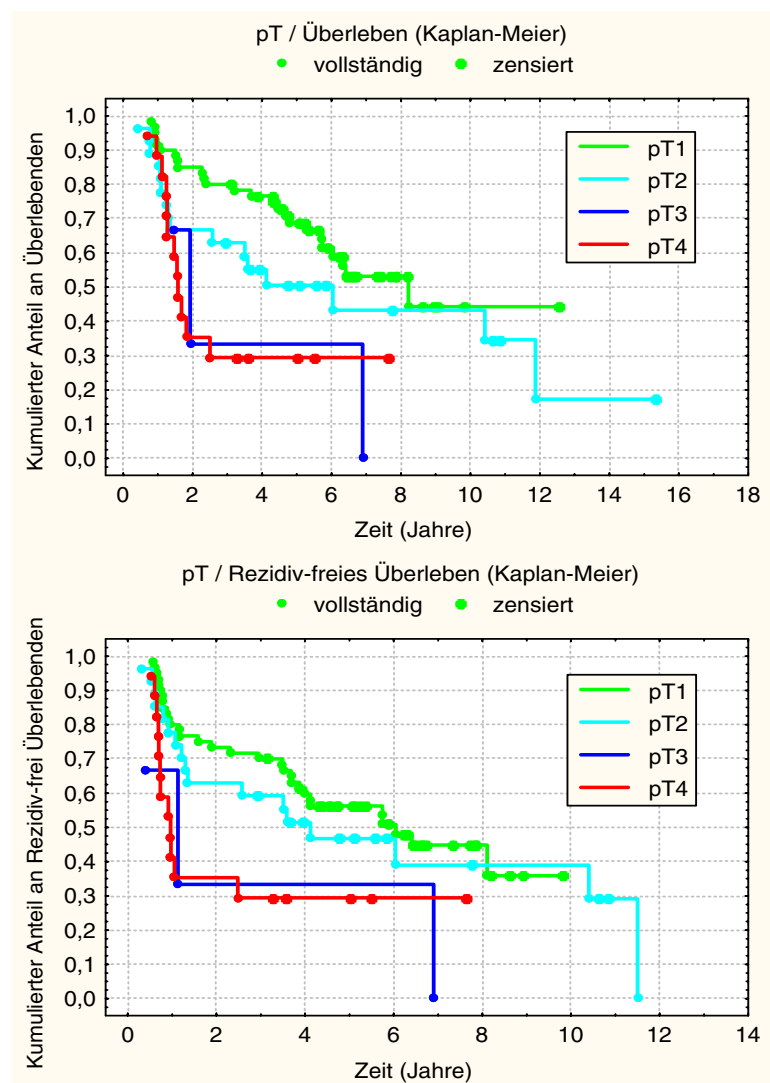 pT / Überleben (Kaplan-Meier)
vollständig zensiert
Kumulierter Anteil an Überlebenden
1,0
0,9
0,8
0,7
0,6
0,5
0,4
0,3
0,2
0,1
0,0
pT1
pT2
pT3
pT4
0 2 4 6 8 10 12 14 16 18
Zeit (Jahre)
pT / Rezidiv-freies Überleben (Kaplan-Meier)
vollständig zensiert
Kumulierter Anteil an Rezidiv-frei Überlebenden
1,0
0,9
0,8
0,7
0,6
0,5
0,4
0,3
0,2
0,1
0,0
pT1
pT2
pT3
pT4
0 2 4 6 8 10 12 14
Zeit (Jahre)